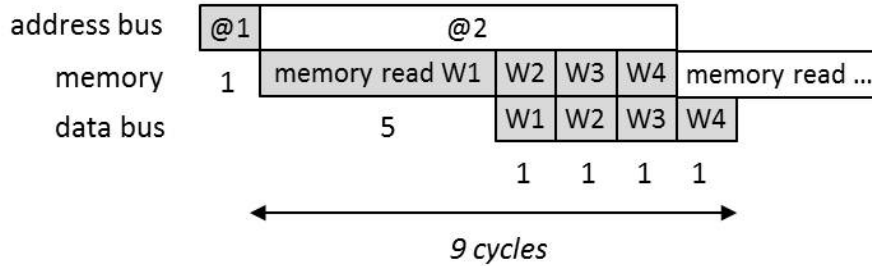 address bus @1 @2
memory 1 memory read W1 W2 W3 W4 memory read ...
data bus 5 W1 W2 W3 W4
1 1 1 1
9 cycles